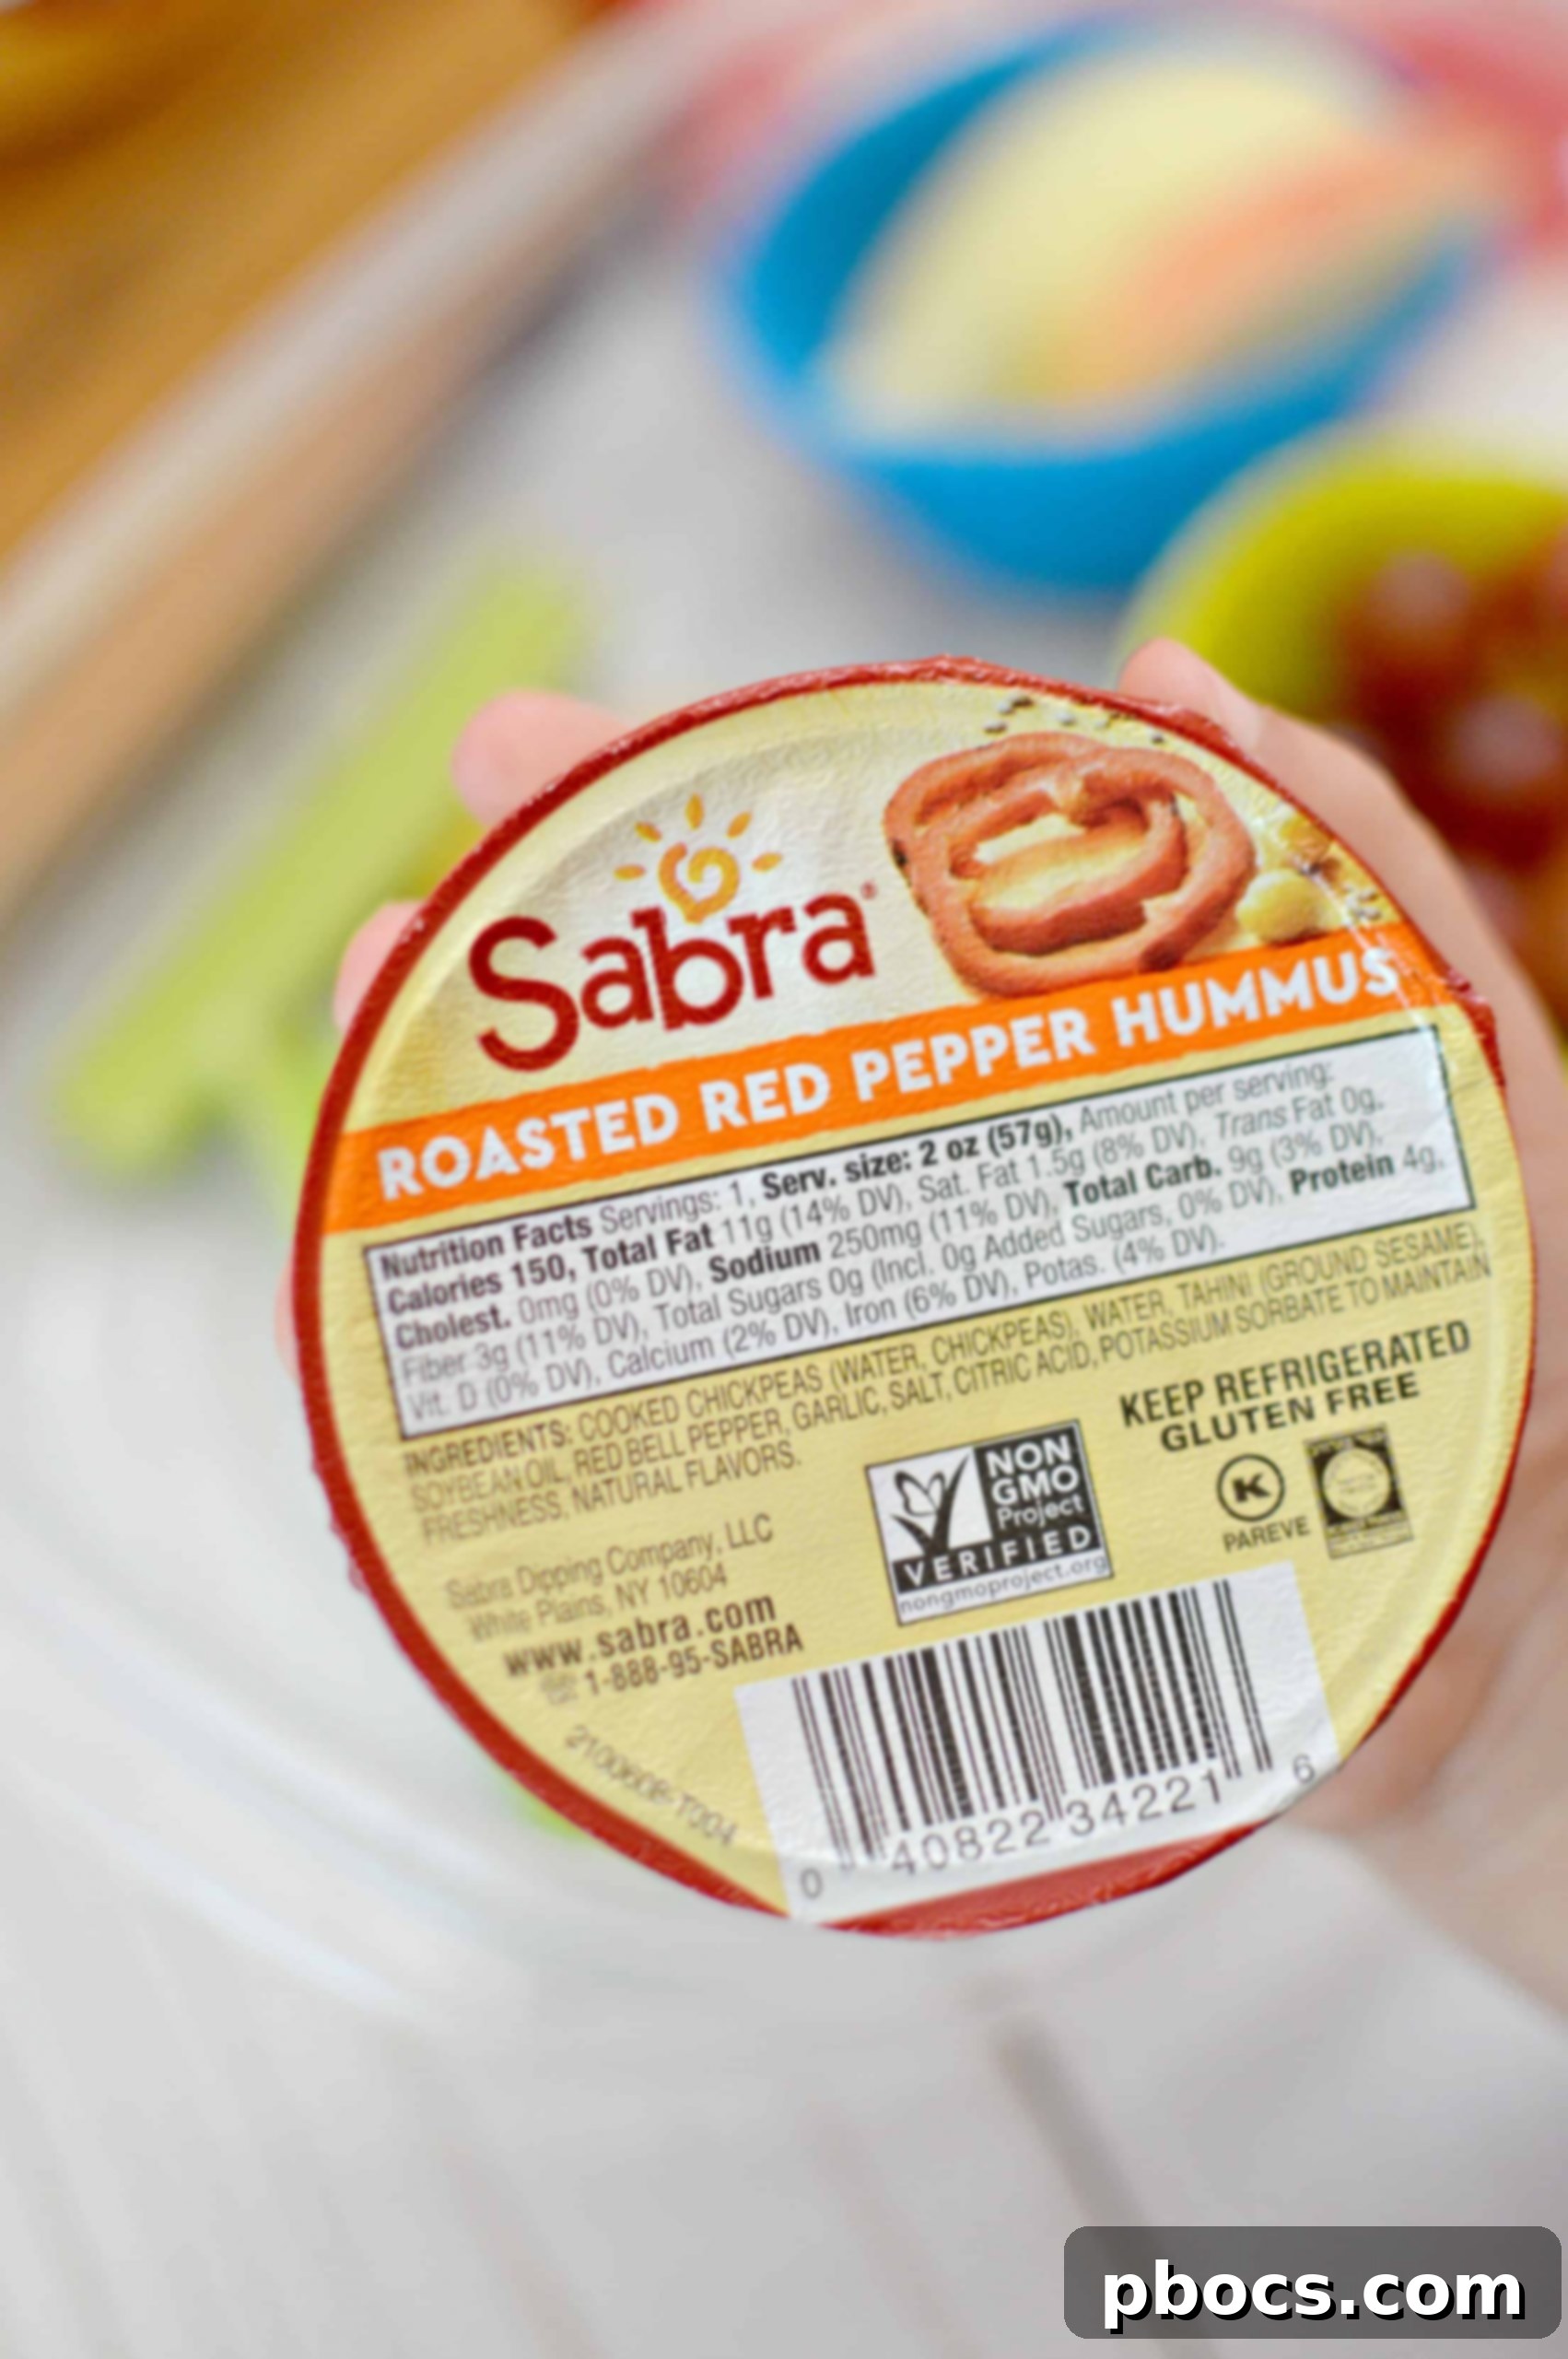 Sabra®
ROASTED RED PEPPER HUMMUS
Nutrition Facts Servings: 1, Serv. size: 2 oz (57g), Amount per serving:
Calories 150, Total Fat 11g (14% DV), Sat. Fat 1.5g (8% DV), Trans Fat 0g,
Cholest. 0mg (0% DV), Sodium 250mg (11% DV), Total Carb. 9g (3% DV),
Fiber 3g (11% DV), Total Sugars 0g (Incl. 0g Added Sugars, 0% DV), Protein 4g,
Vit. D (0% DV), Calcium (2% DV), Iron (6% DV), Potas. (4% DV).
INGREDIENTS: COOKED CHICKPEAS (WATER, CHICKPEAS), WATER, TAHINI (GROUND SESAME),
SOYBEAN OIL, RED BELL PEPPER, GARLIC, SALT, CITRIC ACID, POTASSIUM SORBATE TO MAINTAIN
FRESHNESS, NATURAL FLAVORS.
KEEP REFRIGERATED
GLUTEN FREE
Sabra Dipping Company, LLC
White Plains, NY 10604
www.sabra.com
1-888-95-SABRA
NON
GMO
Project
VERIFIED
nongmoproject.org
K
PAREVE
0 40822 34221 6
pbocs.com